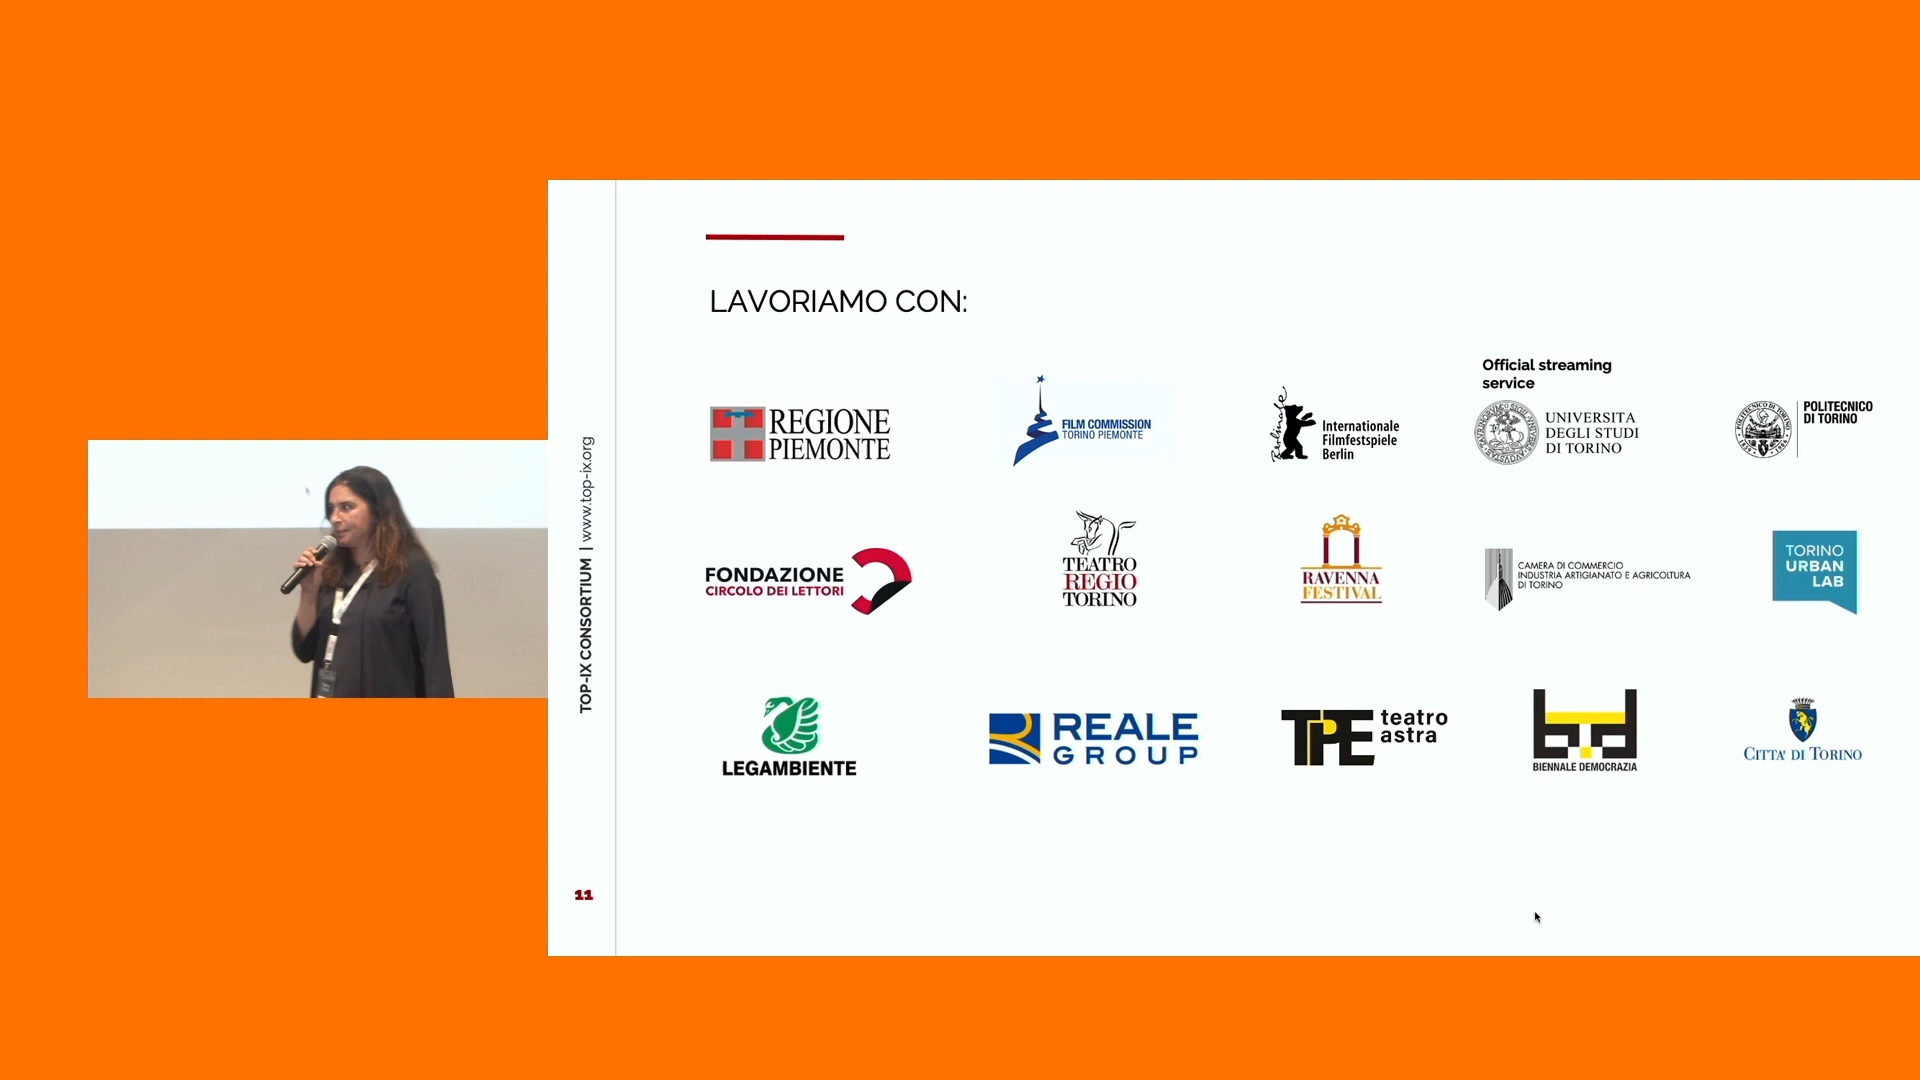 LAVORIAMO CON:
REGIONE
PIEMONTE
FILM COMMISSION
TORINO PIEMONTE
Berlinale
Internationale
Filmfestspiele
Berlin
Official streaming
service
UNIVERSITA
DEGLI STUDI
DI TORINO
POLITECNICO
DI TORINO
FONDAZIONE
CIRCOLO DEI LETTORI
TEATRO
REGIO
TORINO
RAVENNA
FESTIVAL
CAMERA DI COMMERCIO
INDUSTRIA ARTIGIANATO E AGRICOLTURA
DI TORINO
TORINO
URBAN
LAB
LEGAMBIENTE
REALE
GROUP
TPE teatro
astra
bd
BIENNALE DEMOCRAZIA
CITTA' DI TORINO
TOP-IX CONSORTIUM | www.top-ix.org
11